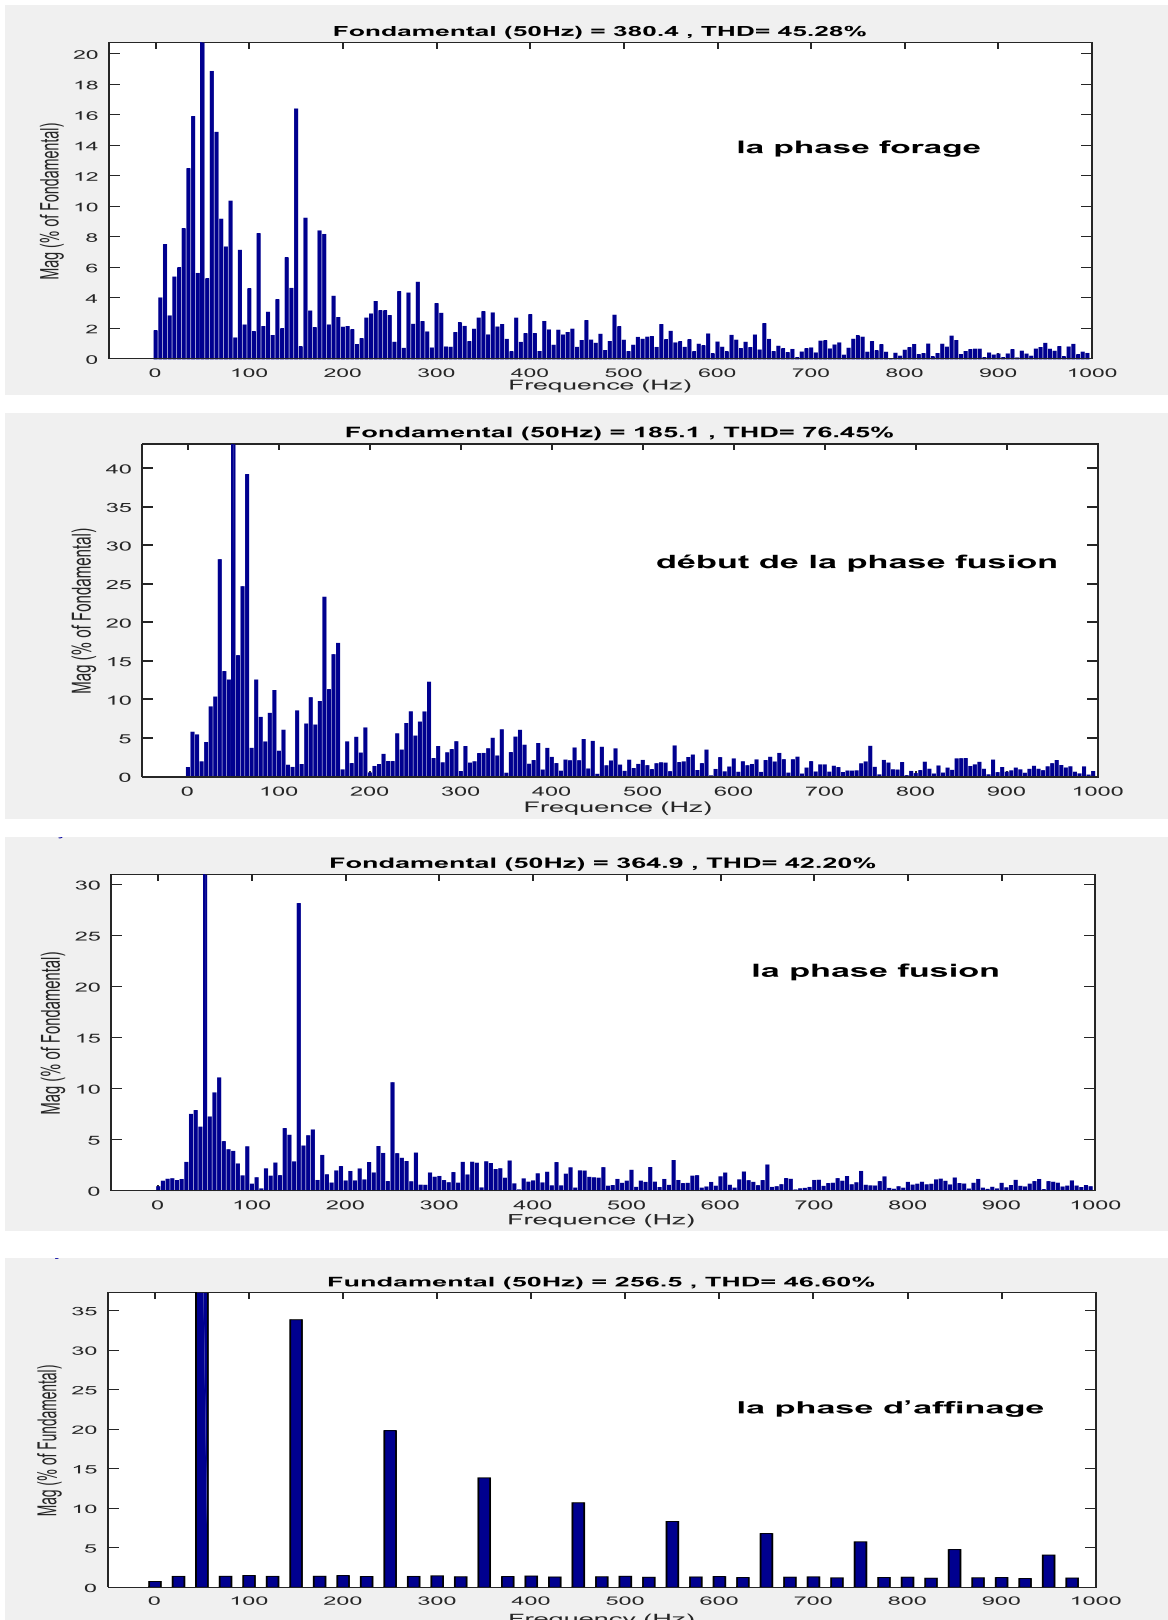 Fondamental (50Hz) = 380.4 , THD= 45.28%
20
18
16
14
12
10
8
6
4
2
0
Mag (% of Fondamental)
la phase forage
0 100 200 300 400 500 600 700 800 900 1000
Frequence (Hz)
Fondamental (50Hz) = 185.1 , THD= 76.45%
40
35
30
25
20
15
10
5
0
Mag (% of Fondamental)
début de la phase fusion
0 100 200 300 400 500 600 700 800 900 1000
Frequence (Hz)
Fondamental (50Hz) = 364.9 , THD= 42.20%
30
25
20
15
10
5
0
Mag (% of Fondamental)
la phase fusion
0 100 200 300 400 500 600 700 800 900 1000
Frequence (Hz)
Fundamental (50Hz) = 256.5 , THD= 46.60%
35
30
25
20
15
10
5
0
Mag (% of Fundamental)
la phase d'affinage
0 100 200 300 400 500 600 700 800 900 1000
Frequency (Hz)